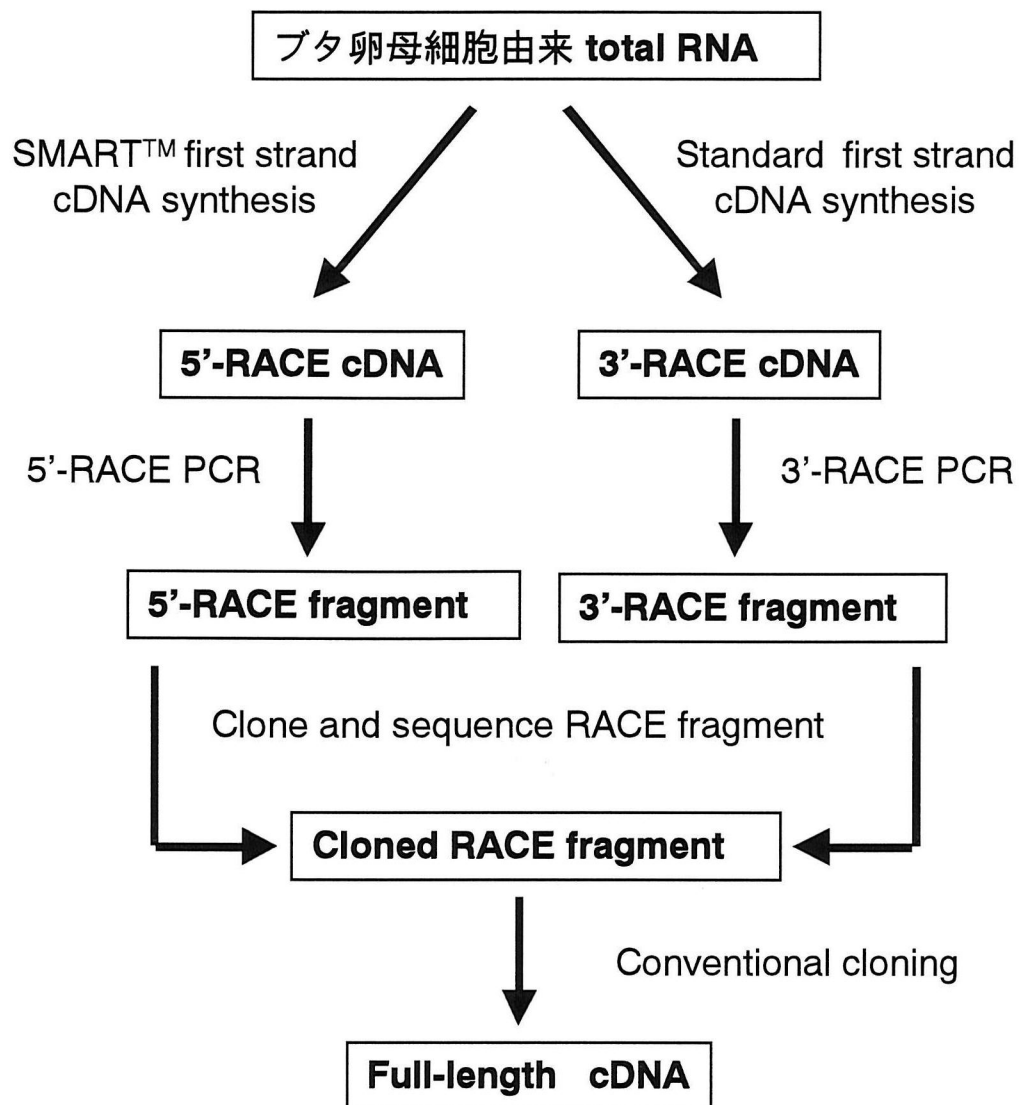 ブタ卵母細胞由来 total RNA
SMART™ first strand
cDNA synthesis
Standard first strand
cDNA synthesis
5’-RACE cDNA
3’-RACE cDNA
5’-RACE PCR
3’-RACE PCR
5’-RACE fragment
3’-RACE fragment
Clone and sequence RACE fragment
Cloned RACE fragment
Conventional cloning
Full-length cDNA